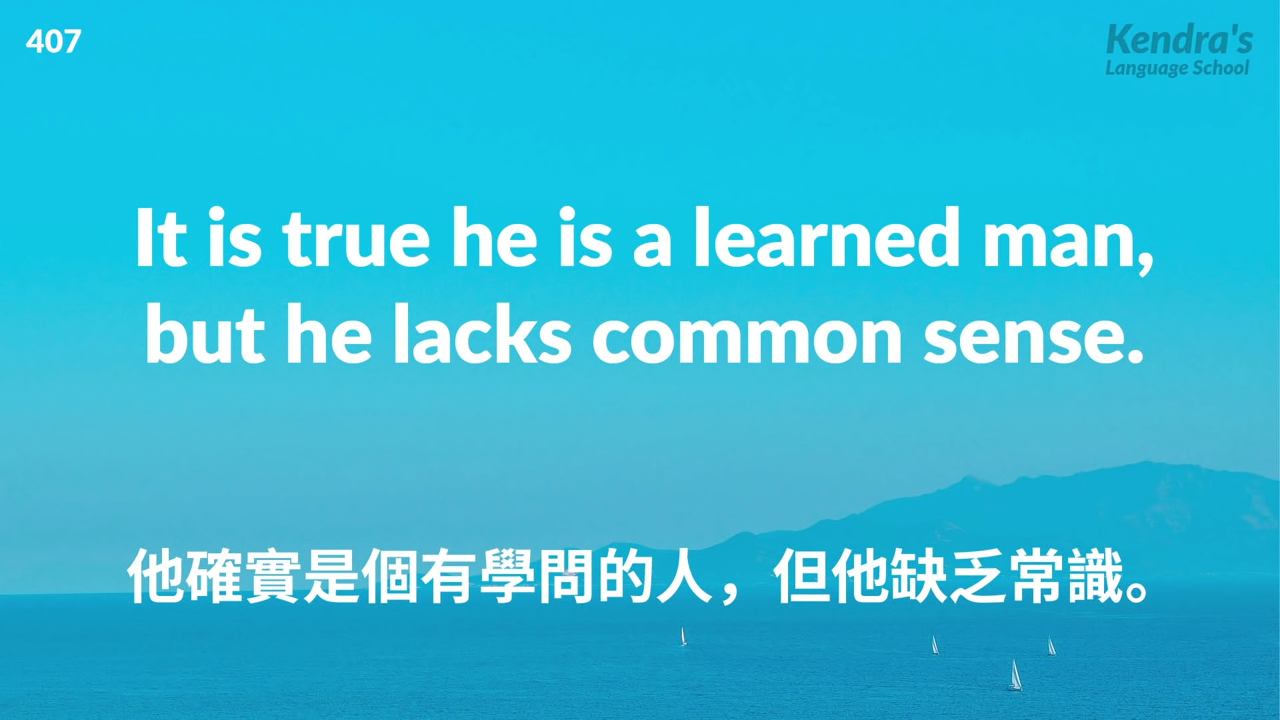 407
Kendra's
Language School
It is true he is a learned man,
but he lacks common sense.
他確實是個有學問的人，但他缺乏常識。